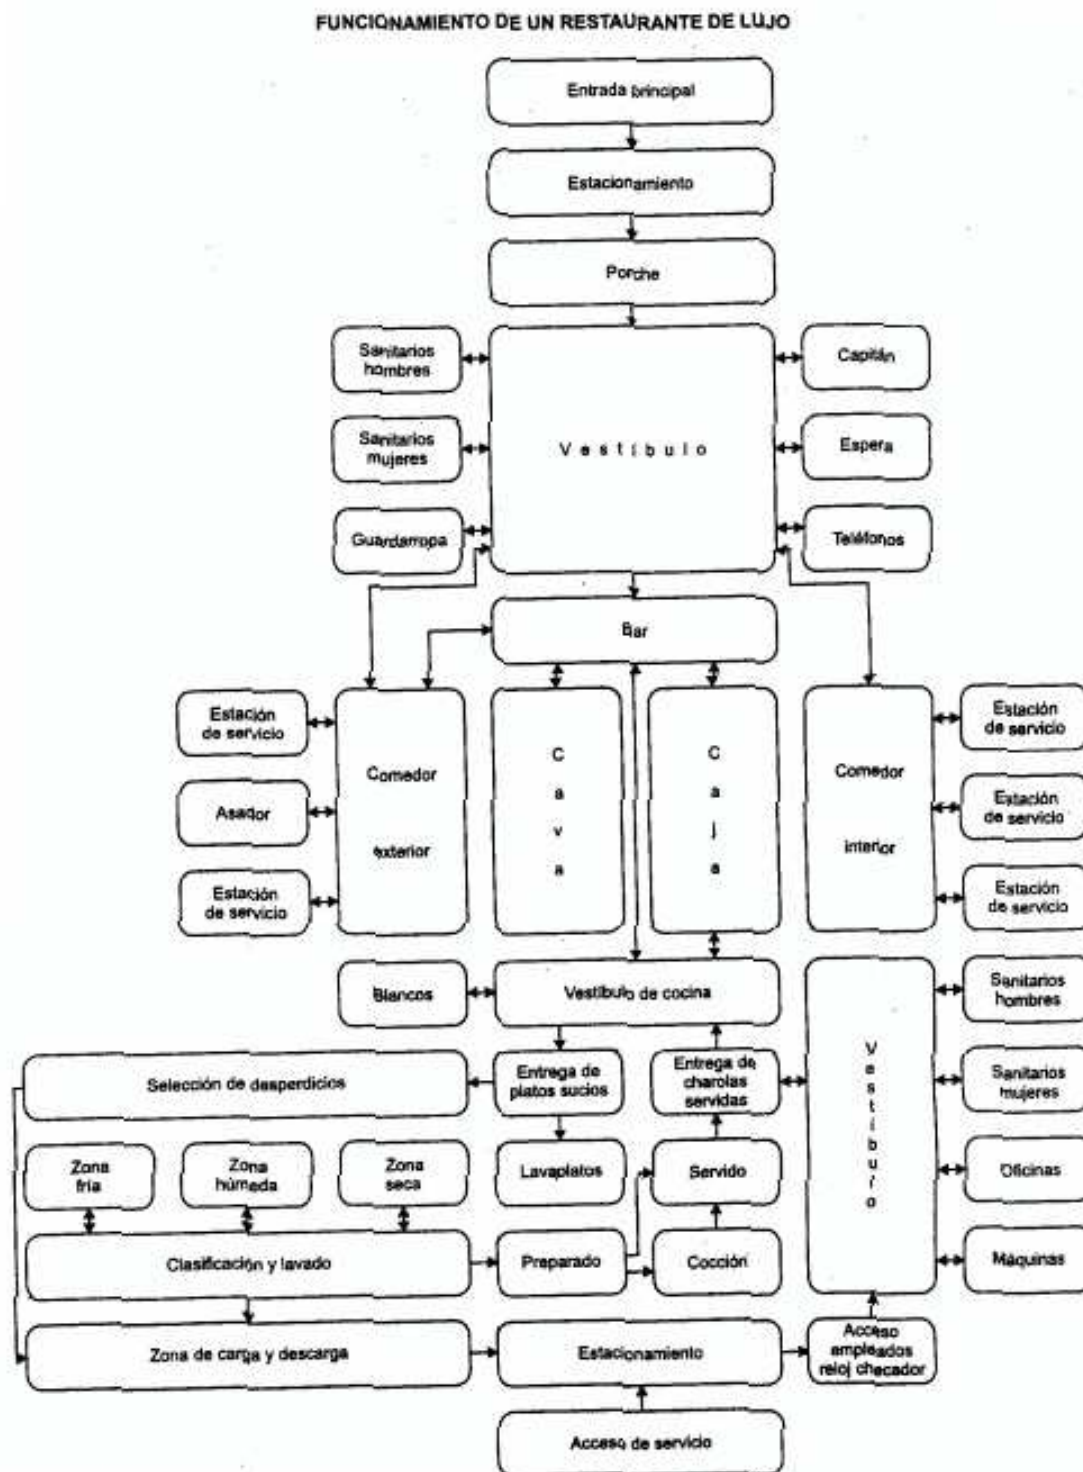 FUNCIONAMIENTO DE UN RESTAURANTE DE LUJO
Entrada principal
Estacionamiento
Porche
Sanitarios
hombres
Vestíbulo
Capitán
Sanitarios
mujeres
Espera
Guardarropa
Teléfonos
Bar
Estación
de servicio
Asador
Estación
de servicio
Comedor
exterior
Cava
Caja
Comedor
interior
Estación
de servicio
Estación
de servicio
Estación
de servicio
Blancos
Vestíbulo de cocina
Vestíburo
Sanitarios
hombres
Selección de desperdicios
Entrega de
platos sucios
Entrega de
charolas
servidas
Sanitarios
mujeres
Zona
fría
Zona
húmeda
Zona
seca
Lavaplatos
Servido
Oficinas
Clasificación y lavado
Preparado
Cocción
Máquinas
Zona de carga y descarga
Estacionamiento
Acceso
empleados
reloj checador
Acceso de servicio